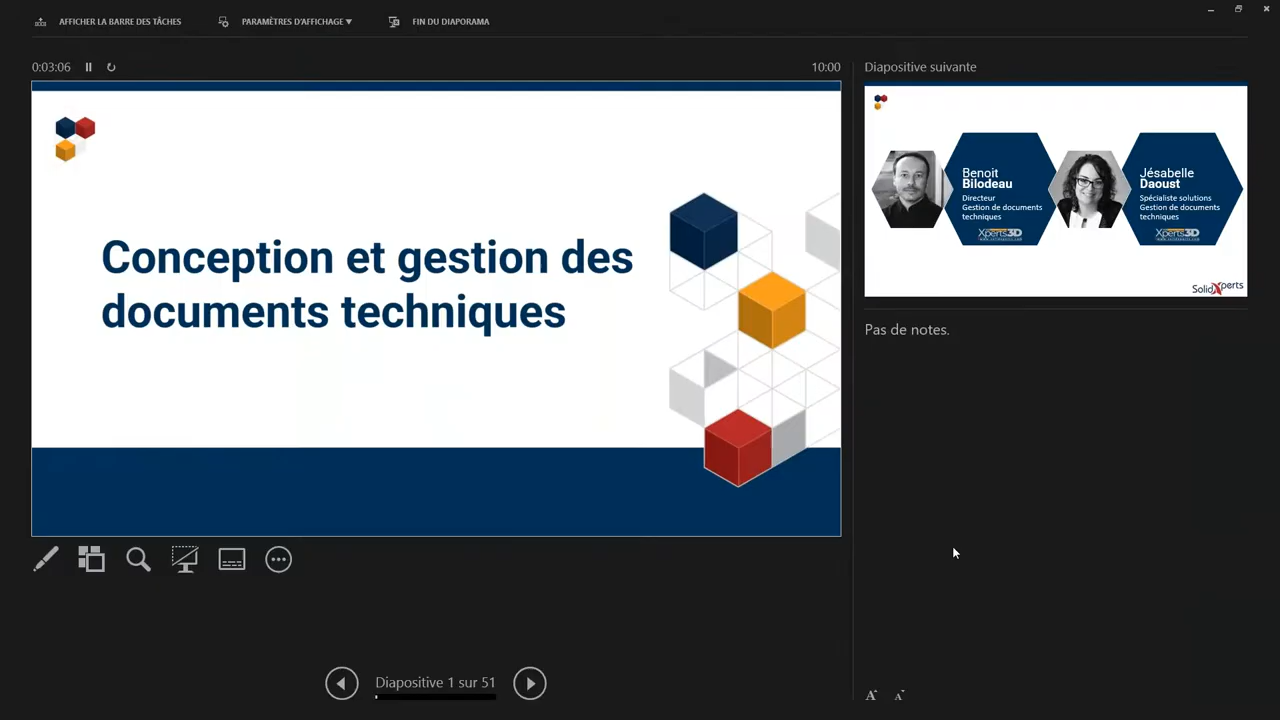 AFFICHER LA BARRE DES TÂCHES
PARAMÈTRES D'AFFICHAGE ▼
FIN DU DIAPORAMA
0:03:06
10:00
Conception et gestion des
documents techniques
Diapositive 1 sur 51
Diapositive suivante
Benoit
Bilodeau
Directeur
Gestion de documents
techniques
Xperts3D
Jésabelle
Daoust
Spécialiste solutions
Gestion de documents
techniques
Xperts3D
SolidXperts
Pas de notes.
A A